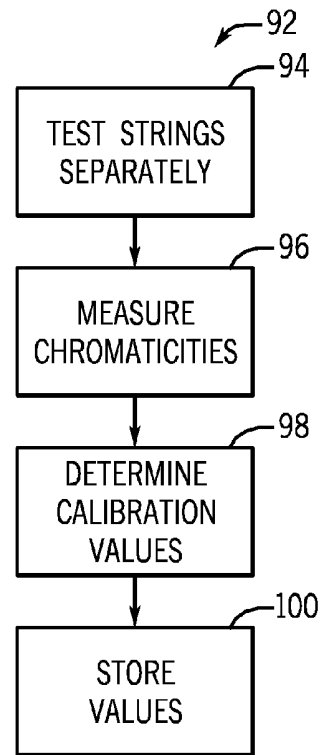 92
94
TEST STRINGS
SEPARATELY
96
MEASURE
CHROMATICITIES
98
DETERMINE
CALIBRATION
VALUES
100
STORE
VALUES